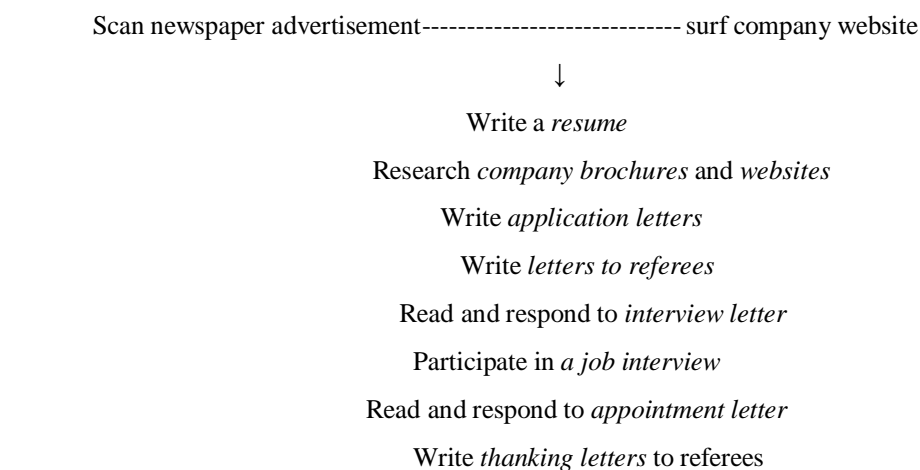 Scan newspaper advertisement----------------------------- surf company website
↓
Write a resume
Research company brochures and websites
Write application letters
Write letters to referees
Read and respond to interview letter
Participate in a job interview
Read and respond to appointment letter
Write thanking letters to referees